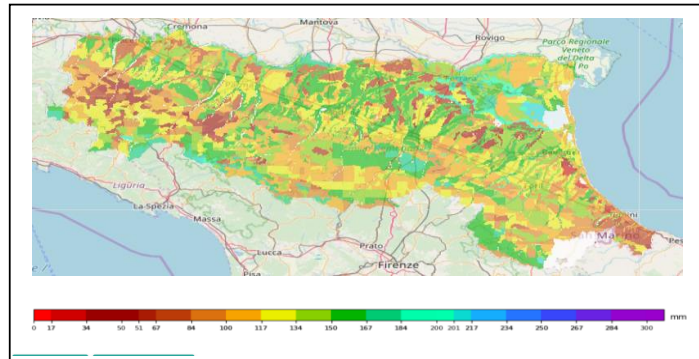 Cremona
Mantova
Rovigo
Parco Regionale
Veneto
del Delta
del Po
Liguria
La Spezia
Massa
Lucca
Prato
Pisa
Firenze
San Marino
mm
0 17 34 50 51 67 84 100 117 134 150 167 184 200 201 217 234 250 267 284 300